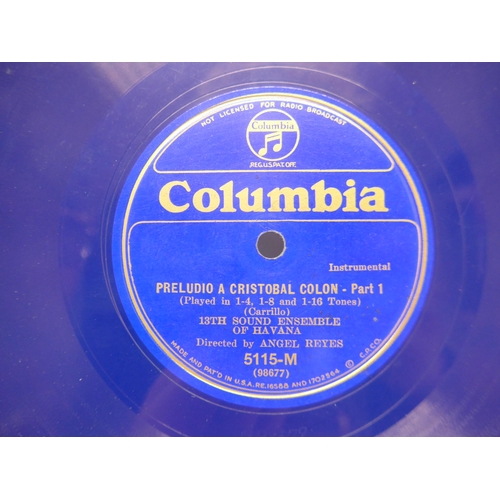 NOT LICENSED FOR RADIO BROADCAST
Columbia
REG.U.S.PAT.OFF.
Columbia
Instrumental
PRELUDIO A CRISTOBAL COLON - Part 1
(Played in 1-4, 1-8 and 1-16 Tones)
(Carrillo)
13TH SOUND ENSEMBLE
OF HAVANA
Directed by ANGEL REYES
5115-M
(98677)
MADE AND PAT'D IN U.S.A. RE.16588 AND 1702564 © C.P.CO.